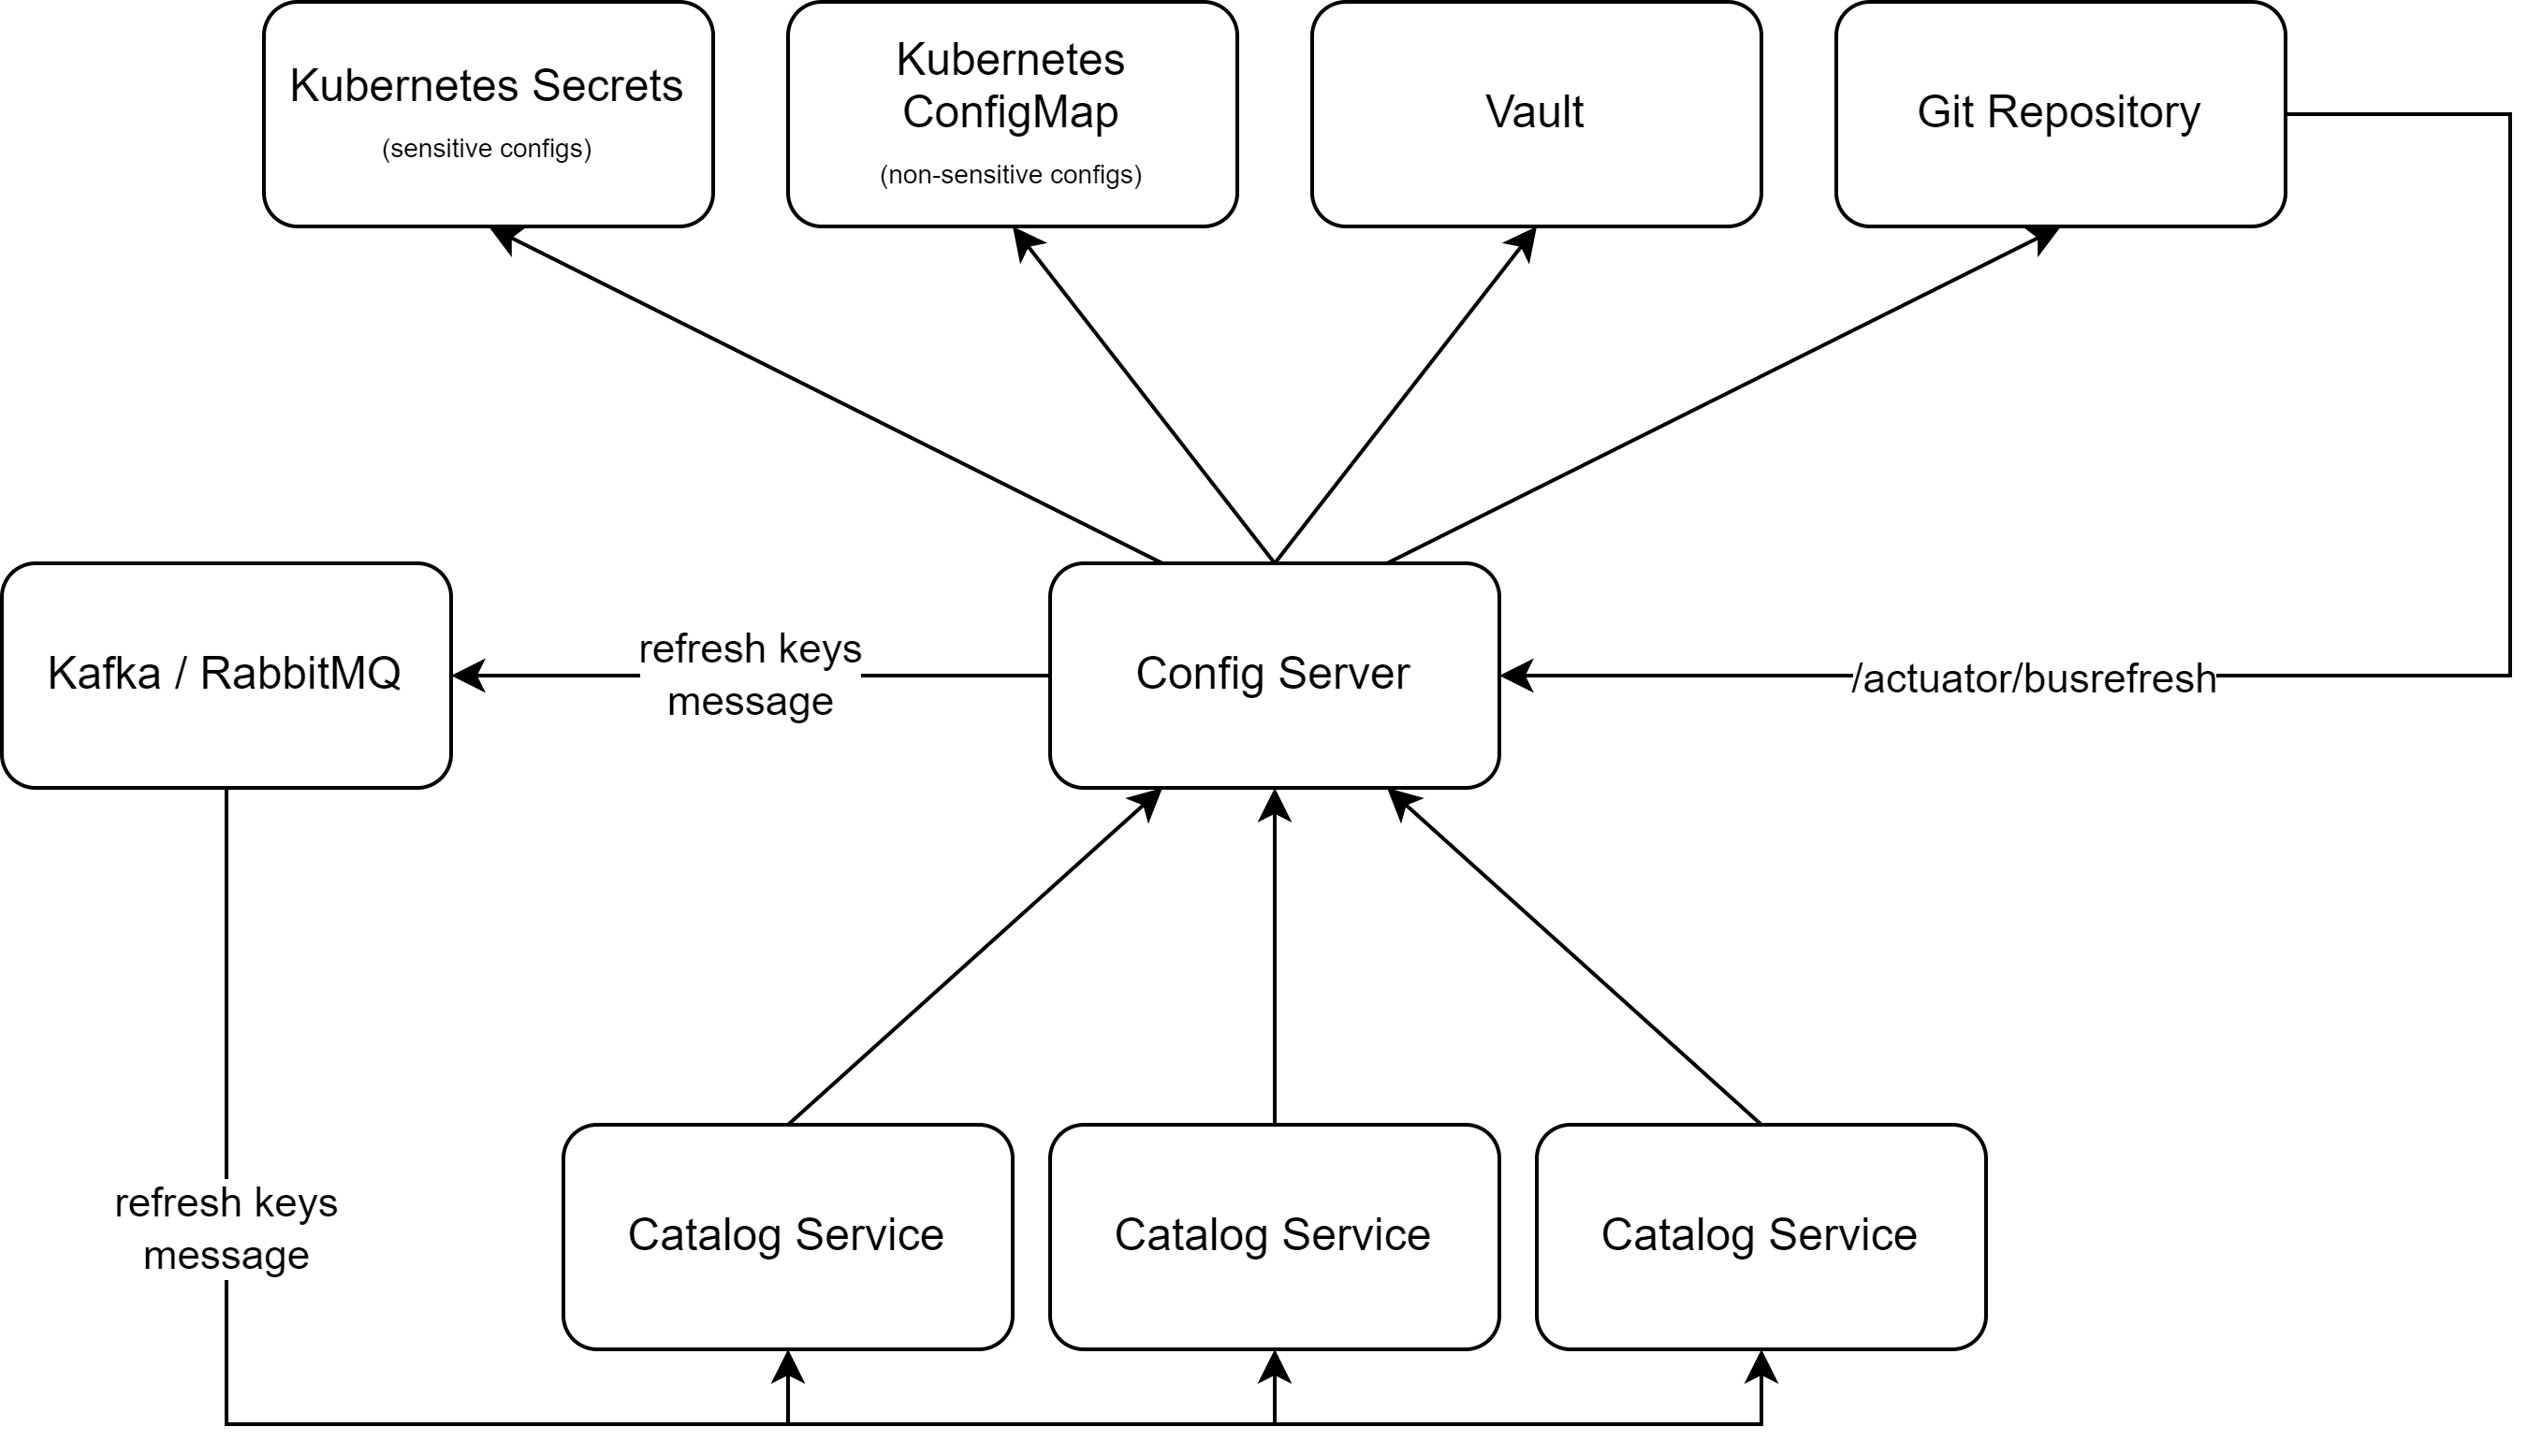 Kubernetes Secrets
(sensitive configs)
Kubernetes
ConfigMap
(non-sensitive configs)
Vault
Git Repository
Kafka / RabbitMQ
refresh keys
message
Config Server
/actuator/busrefresh
refresh keys
message
Catalog Service
Catalog Service
Catalog Service